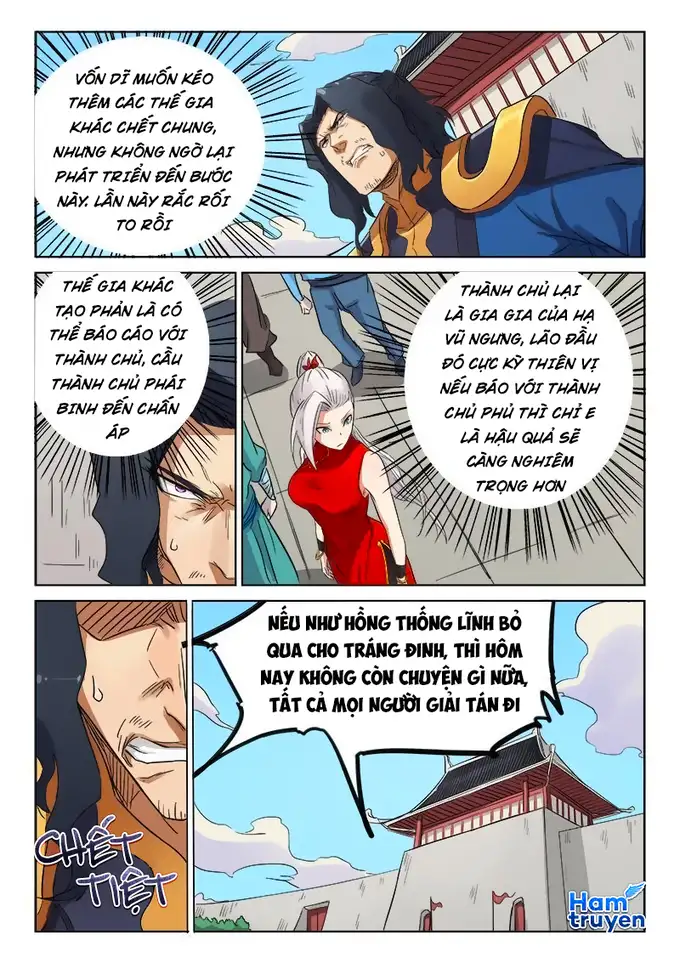 VỐN DĨ MUỐN KÉO
THÊM CÁC THẾ GIA
KHÁC CHẾT CHUNG,
NHƯNG KHÔNG NGỜ LẠI
PHÁT TRIỂN ĐẾN BƯỚC
NÀY. LẦN NÀY RẮC RỐI
TO RỒI
THẾ GIA KHÁC
TẠO PHẢN LÀ CÓ
THỂ BÁO CÁO VỚI
THÀNH CHỦ, CẦU
THÀNH CHỦ PHÁI
BINH ĐẾN CHẤN
ÁP
THÀNH CHỦ LẠI
LÀ GIA GIA CỦA HẠ
VŨ NGƯNG, LÃO ĐẦU
ĐÓ CỰC KỲ THIÊN VỊ
NẾU BÁO VỚI THÀNH
CHỦ PHỦ THÌ CHỈ E
LÀ HẬU QUẢ SẼ
CÀNG NGHIÊM
TRỌNG HƠN
NẾU NHƯ HỒNG THỐNG LĨNH BỎ
QUA CHO TRÁNG ĐINH, THÌ HÔM
NAY KHÔNG CÒN CHUYỆN GÌ NỮA,
TẤT CẢ MỌI NGƯỜI GIẢI TÁN ĐI
CHẾT
TIỆT
Ham
truyen